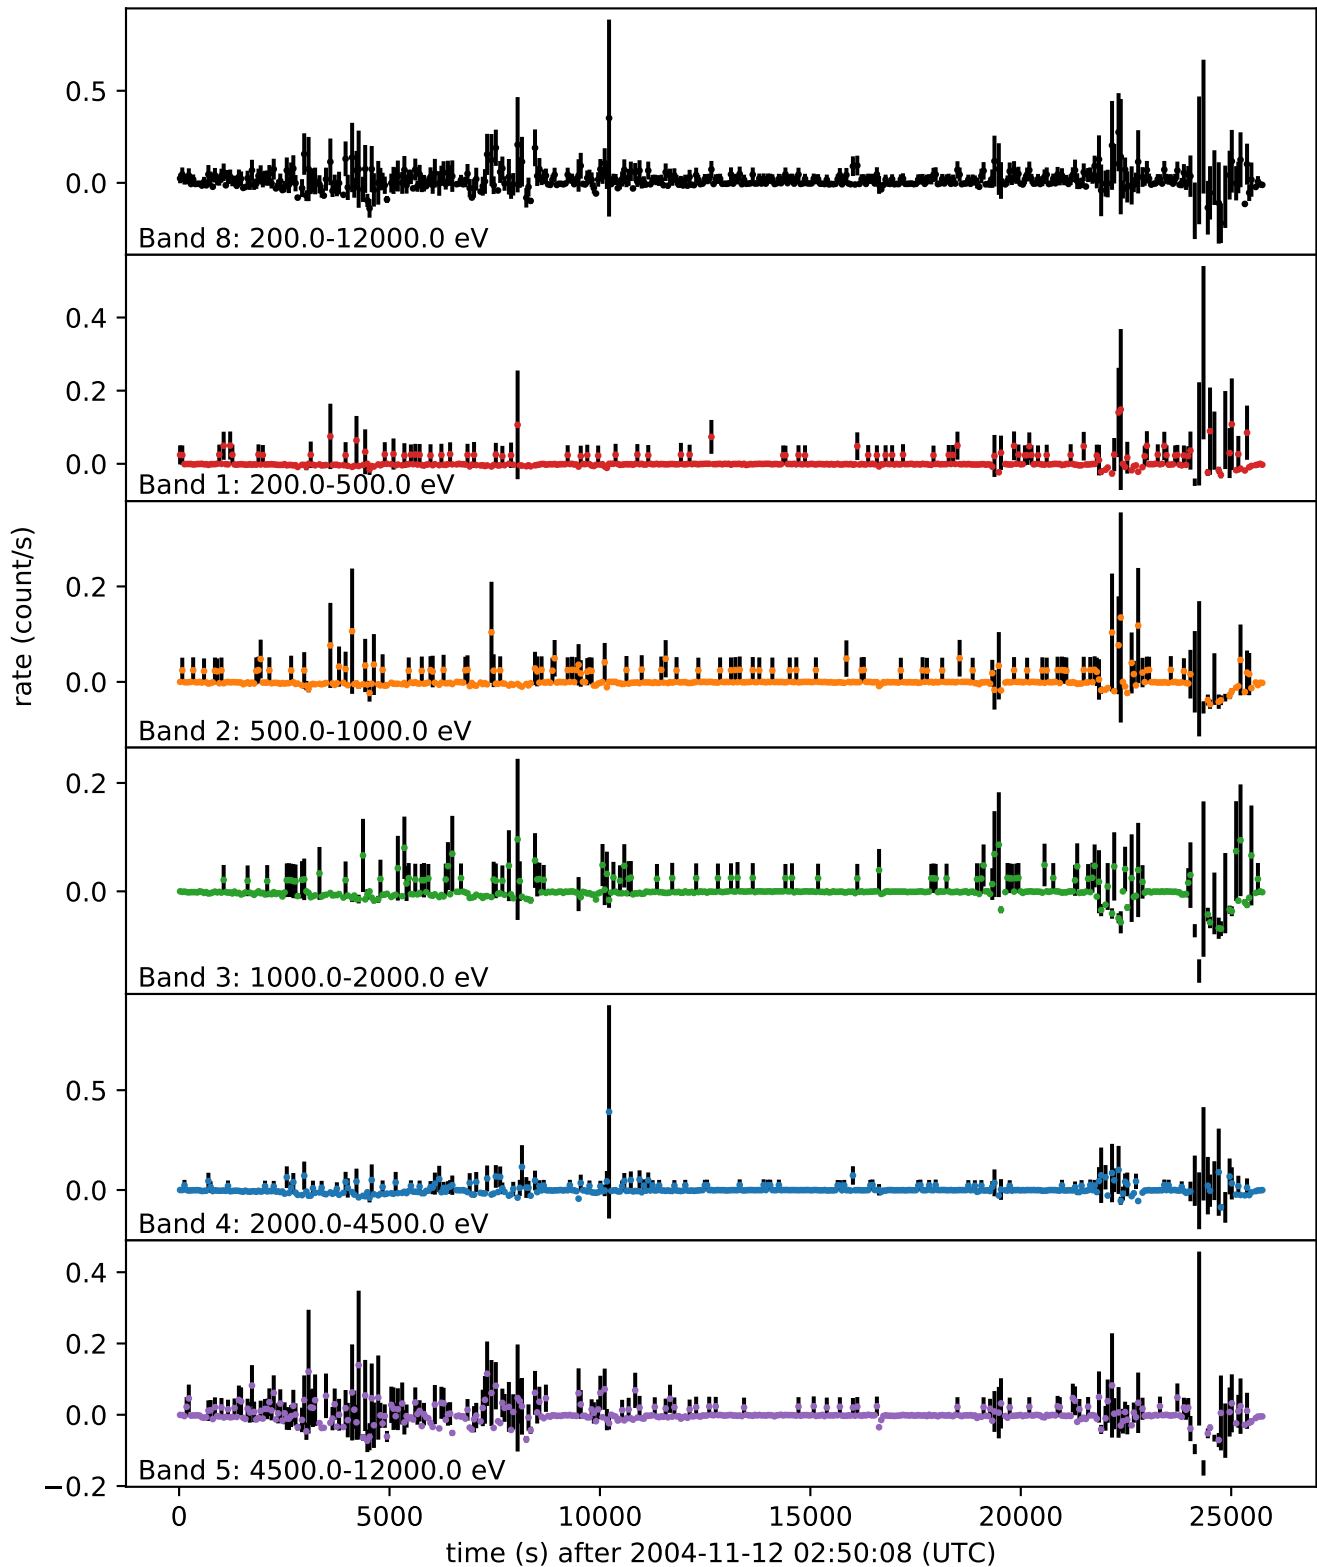 0.5
0.0
Band 8: 200.0-12000.0 eV
0.4
0.2
0.0
Band 1: 200.0-500.0 eV
rate (count/s)
0.2
0.0
Band 2: 500.0-1000.0 eV
0.2
0.0
Band 3: 1000.0-2000.0 eV
0.5
0.0
Band 4: 2000.0-4500.0 eV
0.4
0.2
0.0
−0.2
Band 5: 4500.0-12000.0 eV
0 5000 10000 15000 20000 25000
time (s) after 2004-11-12 02:50:08 (UTC)